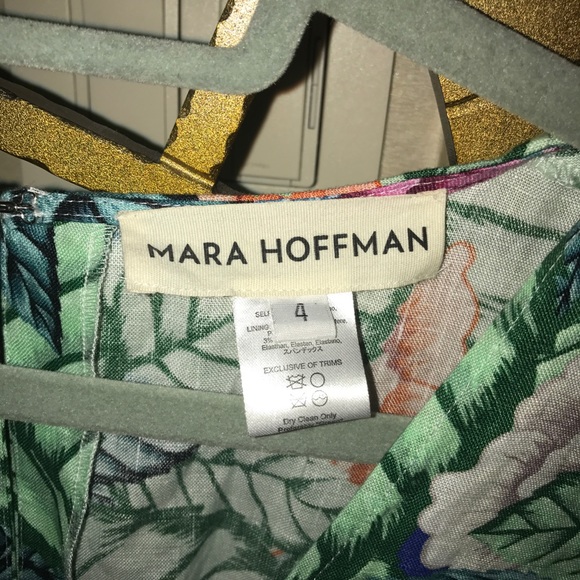 MARA HOFFMAN
4
SELF
LINING
3%
Elasthan, Elastan, Elastano,
スパンデックス
EXCLUSIVE OF TRIMS
Dry Clean Only